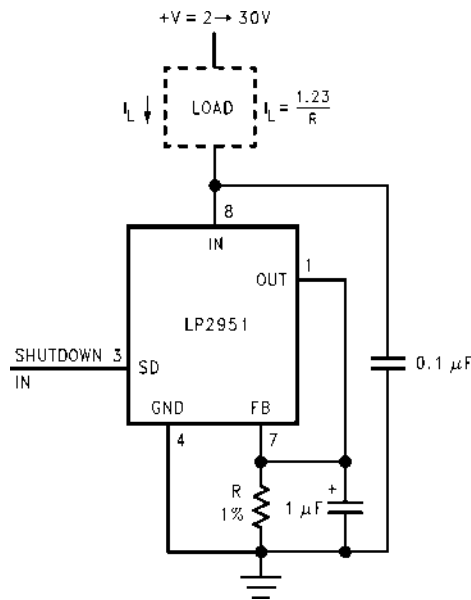 +V = 2 → 30V
I_L ↓
LOAD
I_L = 1.23/R
8
IN
OUT
1
LP2951
0.1 µF
SHUTDOWN 3
IN
SD
GND
FB
4
7
R
1%
1 µF
+